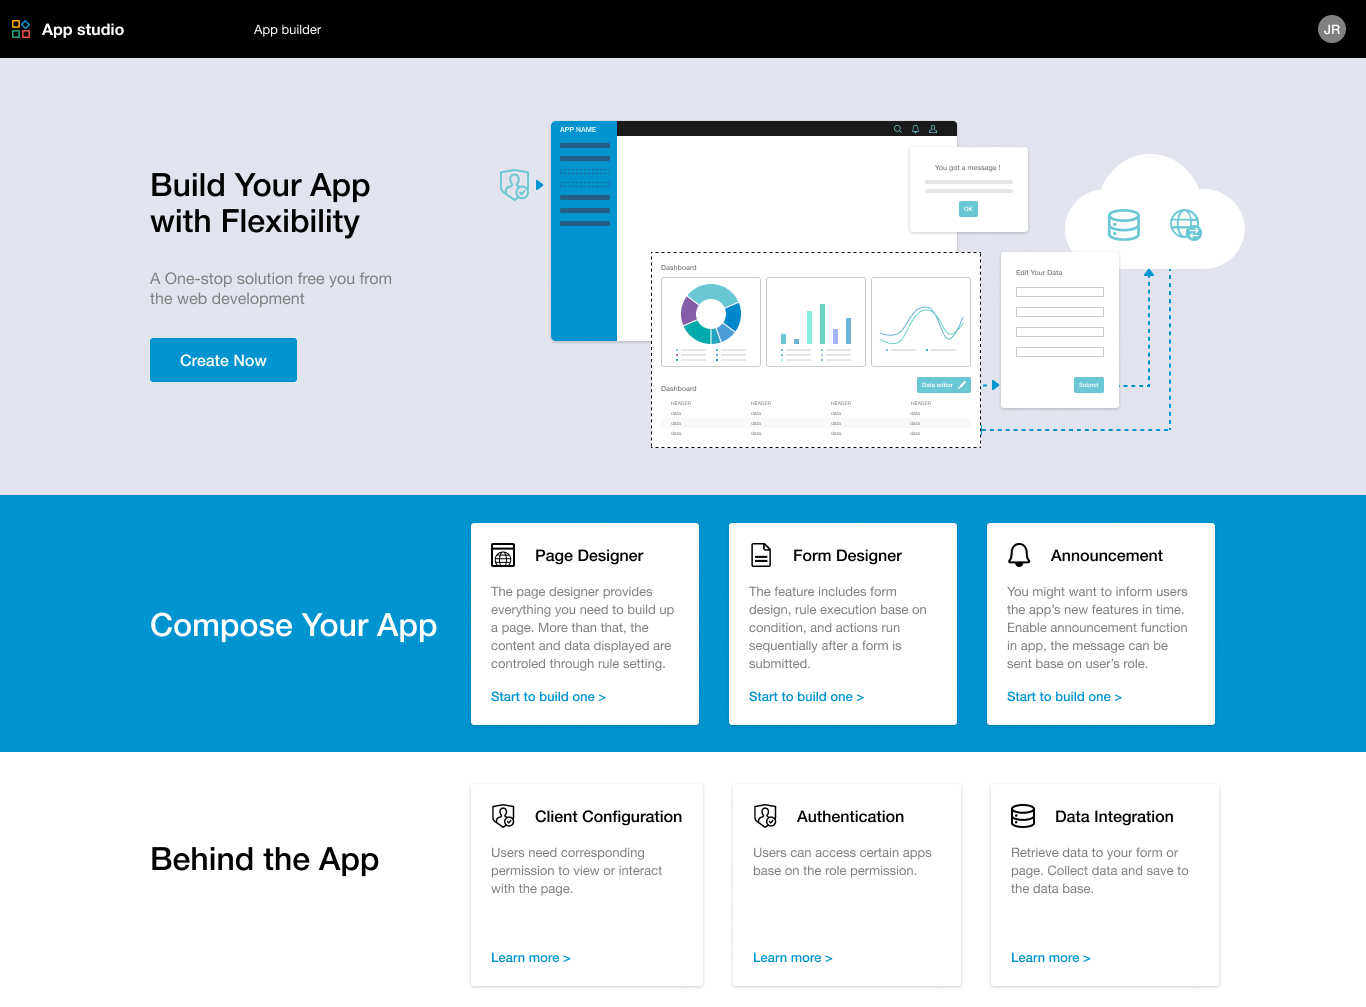 App studio
App builder
JR
Build Your App
with Flexibility
A One-stop solution free you from
the web development
Create Now
APP NAME
You got a message !
OK
Dashboard
Edit Your Data
Submit
Dashboard
Data editor
HEADER HEADER HEADER HEADER
data data data data
data data data data
data data data data
Compose Your App
Page Designer
The page designer provides
everything you need to build up
a page. More than that, the
content and data displayed are
controled through rule setting.
Start to build one >
Form Designer
The feature includes form
design, rule execution base on
condition, and actions run
sequentially after a form is
submitted.
Start to build one >
Announcement
You might want to inform users
the app's new features in time.
Enable announcement function
in app, the message can be
sent base on user's role.
Start to build one >
Behind the App
Client Configuration
Users need corresponding
permission to view or interact
with the page.
Learn more >
Authentication
Users can access certain apps
base on the role permission.
Learn more >
Data Integration
Retrieve data to your form or
page. Collect data and save to
the data base.
Learn more >